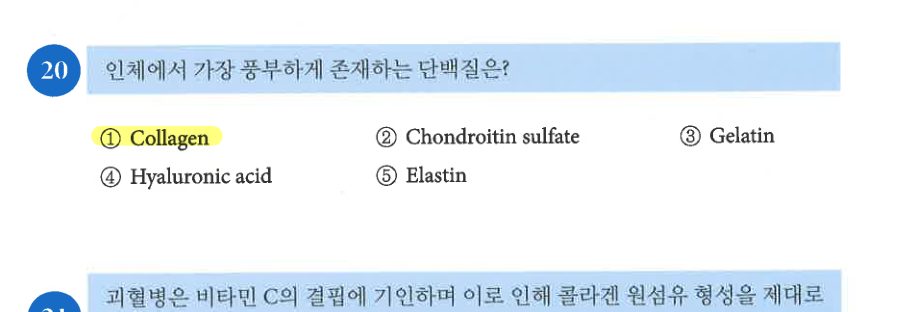 20 인체에서 가장 풍부하게 존재하는 단백질은?
① Collagen ② Chondroitin sulfate ③ Gelatin
④ Hyaluronic acid ⑤ Elastin
괴혈병은 비타민 C의 결핍에 기인하며 이로 인해 콜라겐 원섬유 형성을 제대로